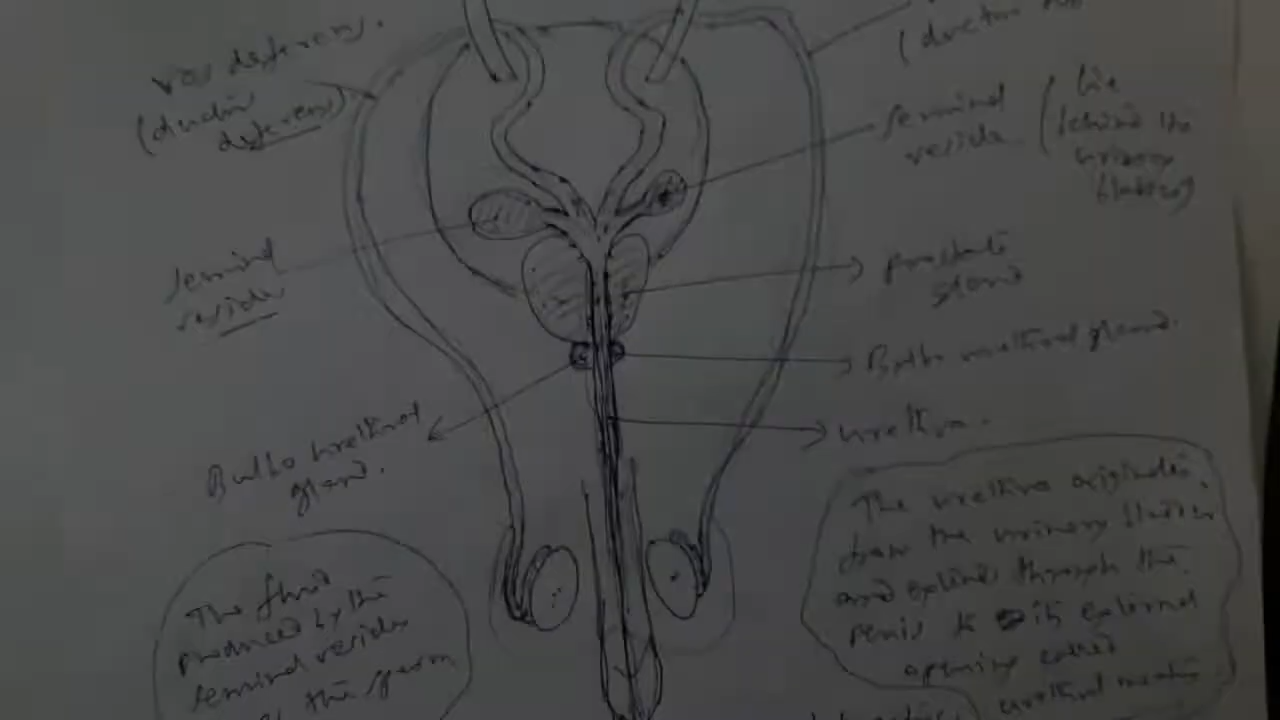 vas deferens.
(ductus
deferens)
(ductus
seminal
vesicle
(lie
behind the
urinary
bladder)
seminal
vesicle
prostate
gland
Bulbo urethral gland.
urethra.
Bulbo urethral
gland.
The urethra originates
from the urinary bladder
and extends through the
penis to its external
opening called
urethral meatus
The fluid
produced by the
seminal vesicles
the sperm